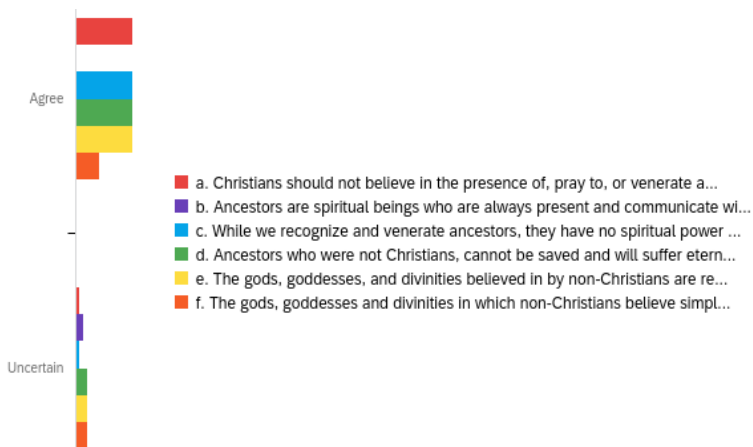 Agree
a. Christians should not believe in the presence of, pray to, or venerate a...
b. Ancestors are spiritual beings who are always present and communicate wi...
c. While we recognize and venerate ancestors, they have no spiritual power ...
d. Ancestors who were not Christians, cannot be saved and will suffer etern...
e. The gods, goddesses, and divinities believed in by non-Christians are re...
f. The gods, goddesses and divinities in which non-Christians believe simpl...
Uncertain